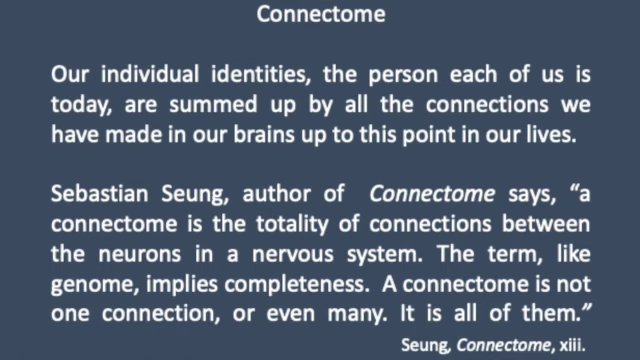 Connectome
Our individual identities, the person each of us is
today, are summed up by all the connections we
have made in our brains up to this point in our lives.
Sebastian Seung, author of Connectome says, “a
connectome is the totality of connections between
the neurons in a nervous system. The term, like
genome, implies completeness. A connectome is not
one connection, or even many. It is all of them.”
Seung, Connectome, xiii.